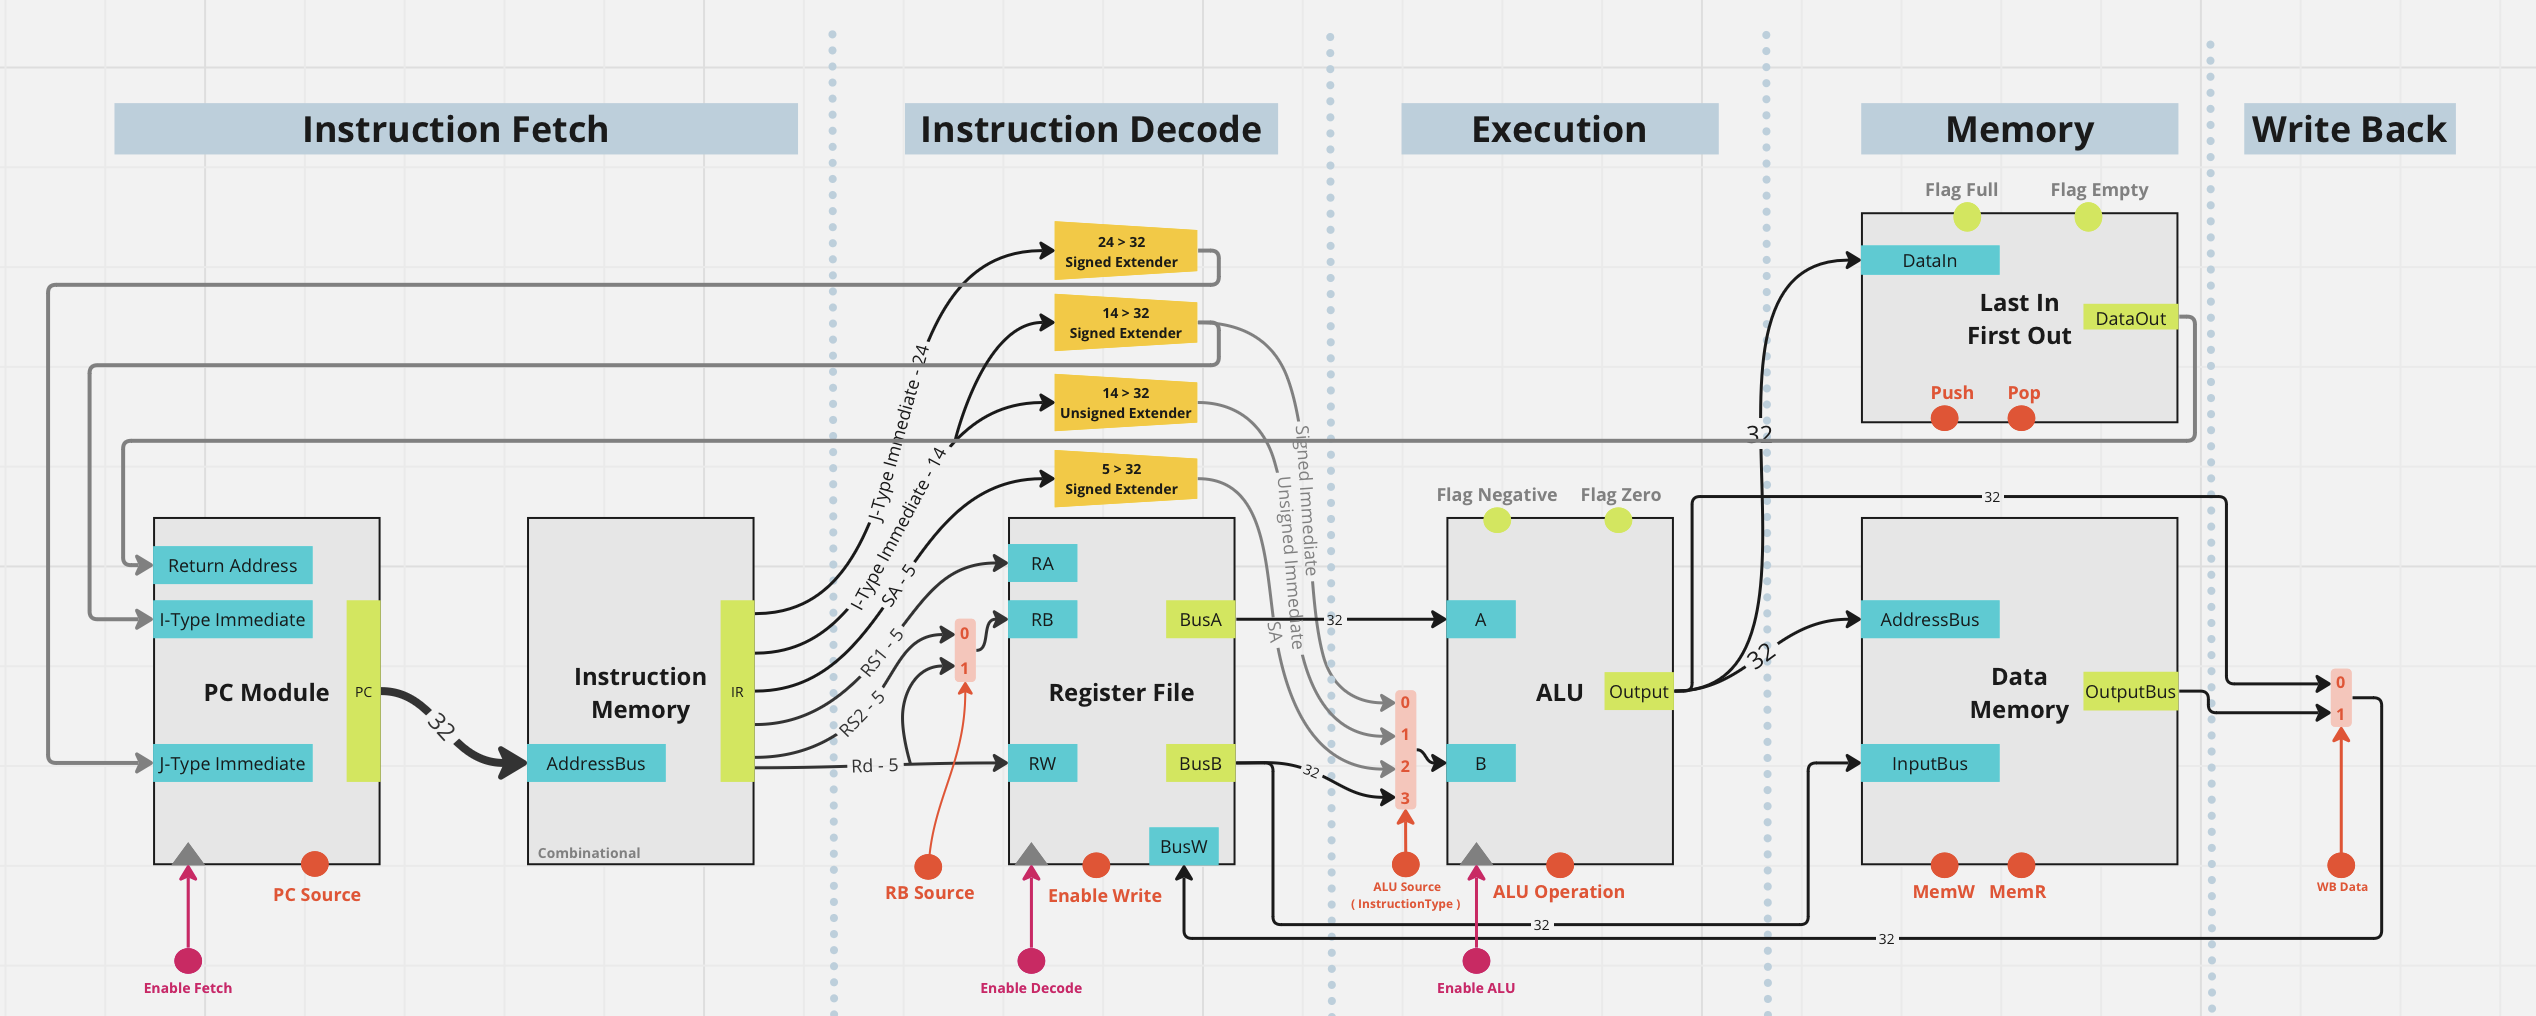 Instruction Fetch
Instruction Decode
Execution
Memory
Write Back
Flag Full
Flag Empty
24 > 32
Signed Extender
DataIn
Last In
First Out
DataOut
14 > 32
Signed Extender
J-Type Immediate - 24
14 > 32
Unsigned Extender
Push
Pop
I-Type Immediate - 14
Signed Immediate
32
5 > 32
Signed Extender
Unsigned Immediate
Flag Negative
Flag Zero
32
Return Address
SA - 5
RA
I-Type Immediate
RS1 - 5
0
1
RB
BusA
SA
32
A
AddressBus
PC Module
PC
32
Instruction
Memory
IR
RS2 - 5
Register File
0
1
2
3
ALU
Output
32
Data
Memory
OutputBus
0
1
J-Type Immediate
AddressBus
Rd - 5
RW
BusB
32
B
InputBus
Combinational
BusW
PC Source
RB Source
Enable Write
ALU Source
( InstructionType )
ALU Operation
MemW
MemR
WB Data
32
32
Enable Fetch
Enable Decode
Enable ALU